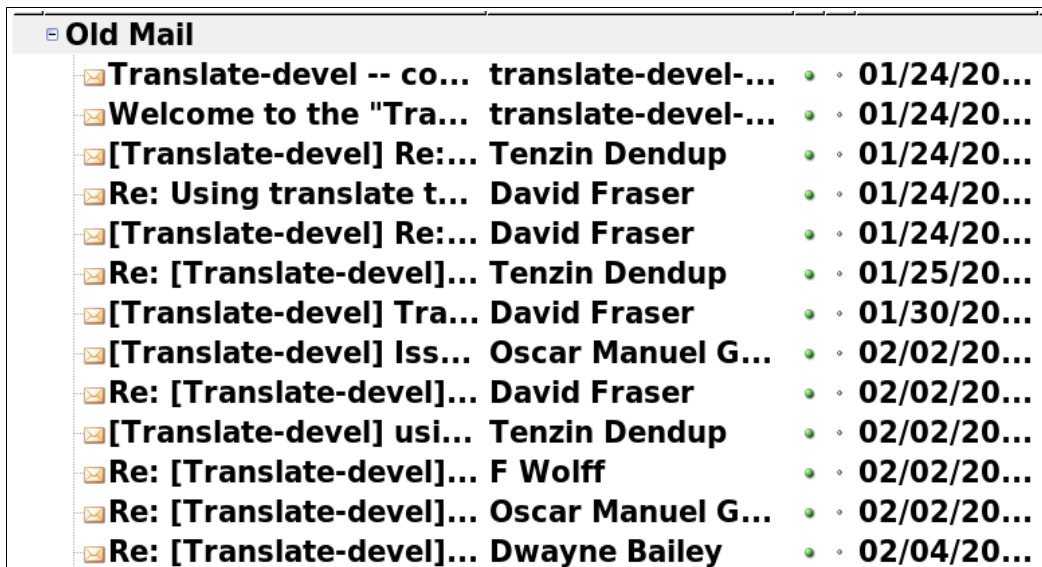 Old Mail
Translate-devel -- co... translate-devel-... 01/24/20...
Welcome to the "Tra... translate-devel-... 01/24/20...
[Translate-devel] Re:... Tenzin Dendup 01/24/20...
Re: Using translate t... David Fraser 01/24/20...
[Translate-devel] Re:... David Fraser 01/24/20...
Re: [Translate-devel]... Tenzin Dendup 01/25/20...
[Translate-devel] Tra... David Fraser 01/30/20...
[Translate-devel] Iss... Oscar Manuel G... 02/02/20...
Re: [Translate-devel]... David Fraser 02/02/20...
[Translate-devel] usi... Tenzin Dendup 02/02/20...
Re: [Translate-devel]... F Wolff 02/02/20...
Re: [Translate-devel]... Oscar Manuel G... 02/02/20...
Re: [Translate-devel]... Dwayne Bailey 02/04/20...